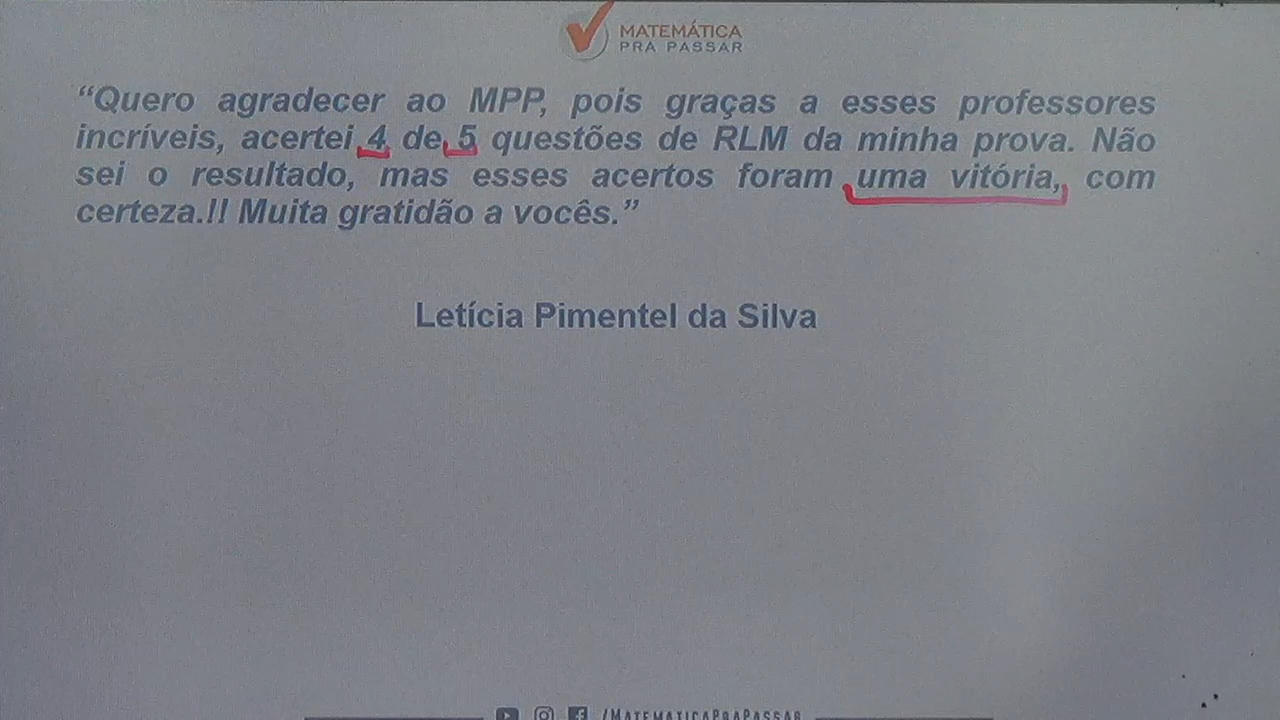 MATEMÁTICA
PRA PASSAR
“Quero agradecer ao MPP, pois graças a esses professores
incríveis, acertei 4 de 5 questões de RLM da minha prova. Não
sei o resultado, mas esses acertos foram uma vitória, com
certeza.!! Muita gratidão a vocês.”
Letícia Pimentel da Silva
/MATEMATICAPRAPASSAR